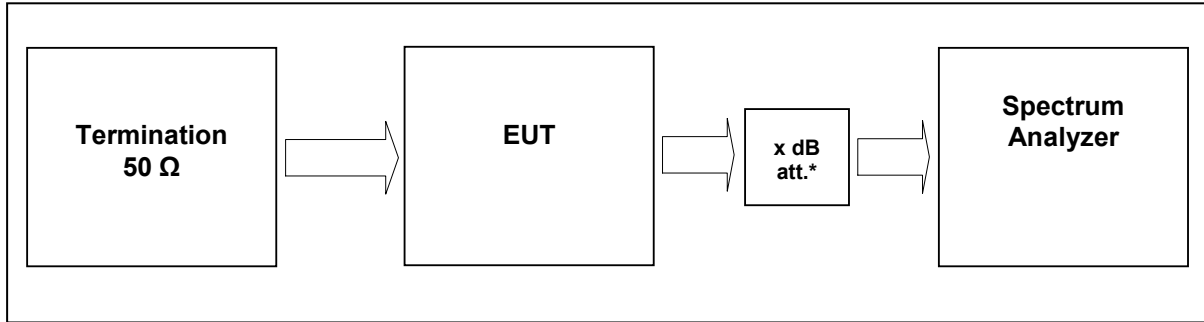 Termination
50 Ω
EUT
x dB
att.*
Spectrum
Analyzer